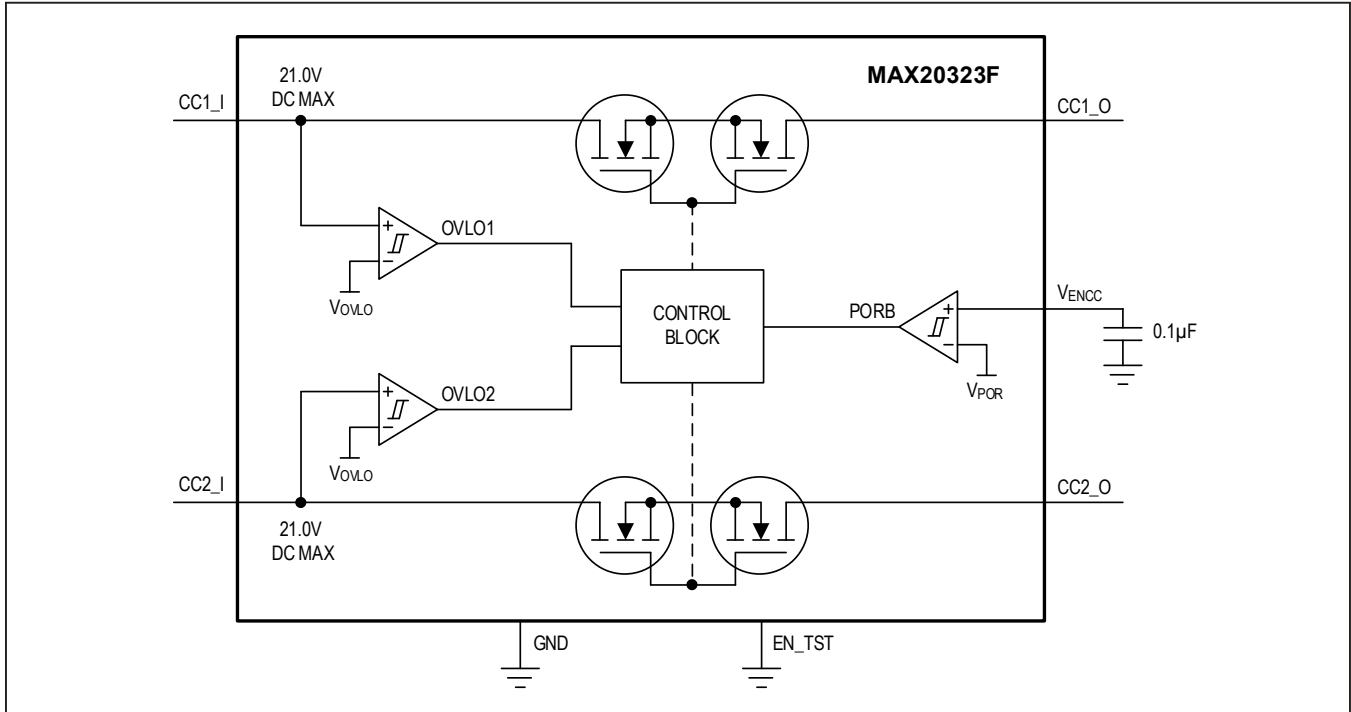 MAX20323F
21.0V
DC MAX
CC1_I
CC1_O
+
OVLO1
−
VOVLO
CONTROL
BLOCK
PORB
+
−
VENCC
0.1µF
VPOR
+
OVLO2
−
VOVLO
CC2_I
CC2_O
21.0V
DC MAX
GND
EN_TST